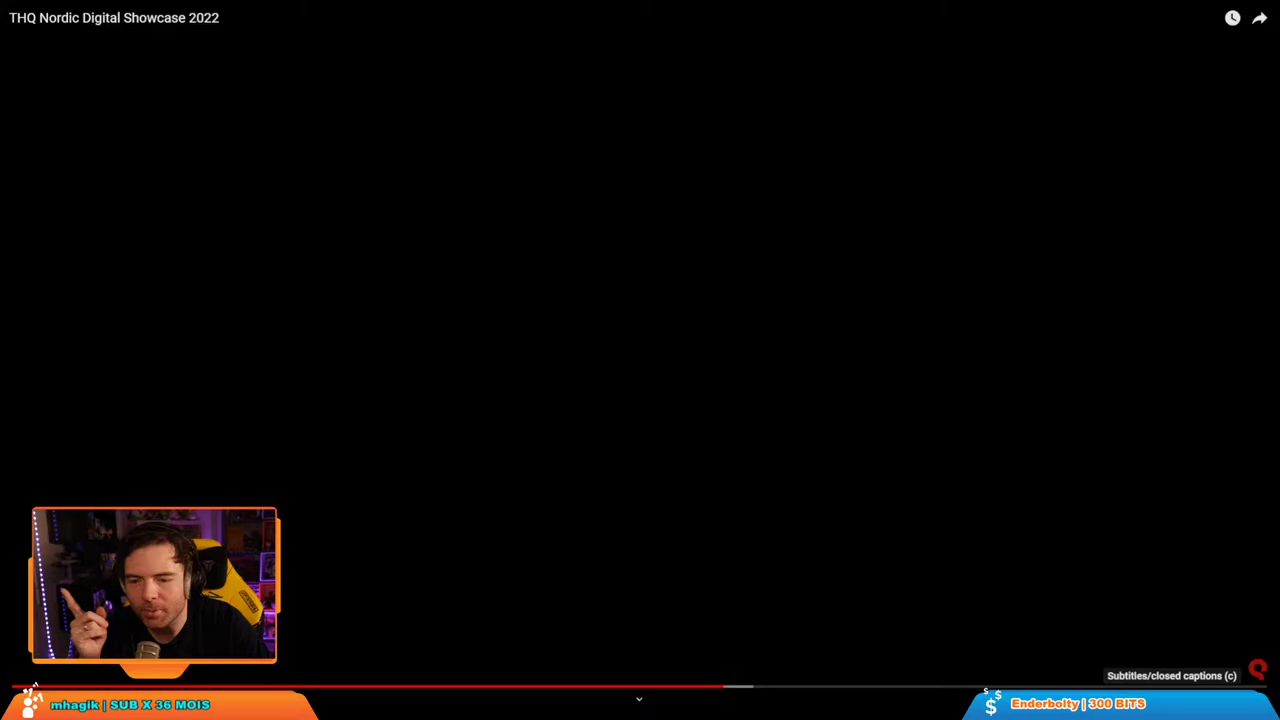 THQ Nordic Digital Showcase 2022
Subtitles/closed captions (c)
mhagik | SUB X 36 MOIS
Enderbolty | 300 BITS